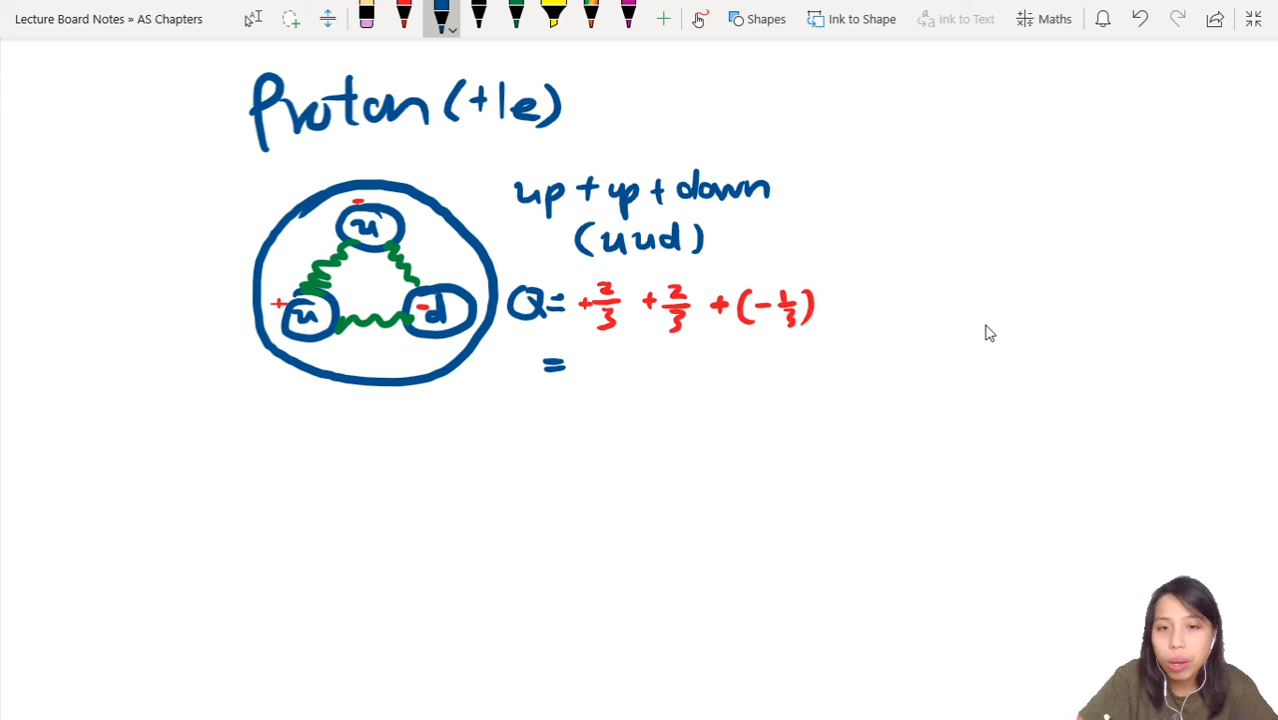 Lecture Board Notes » AS Chapters
Shapes
Ink to Shape
Ink to Text
Maths
Proton (+1e)
up + up + down
(uud)
u
u
d
Q = +2/3 +2/3 + (-1/3)
=
+
-
-